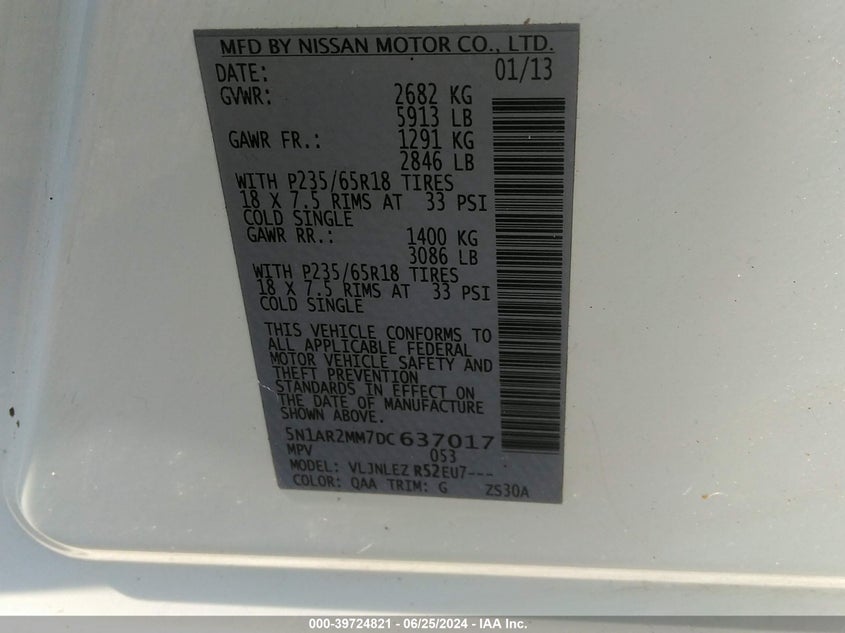 MFD BY NISSAN MOTOR CO., LTD.
DATE: 01/13
GVWR: 2682 KG
5913 LB
GAWR FR.: 1291 KG
2846 LB
WITH P235/65R18 TIRES
18 X 7.5 RIMS AT 33 PSI
COLD SINGLE
GAWR RR.: 1400 KG
3086 LB
WITH P235/65R18 TIRES
18 X 7.5 RIMS AT 33 PSI
COLD SINGLE
THIS VEHICLE CONFORMS TO
ALL APPLICABLE FEDERAL
MOTOR VEHICLE SAFETY AND
THEFT PREVENTION
STANDARDS IN EFFECT ON
THE DATE OF MANUFACTURE
SHOWN ABOVE.
5N1AR2MM7DC637017
MPV 053
MODEL: VLJNLEZ R52EU7---
COLOR: QAA TRIM: G ZS30A
000-39724821 - 06/25/2024 - IAA Inc.